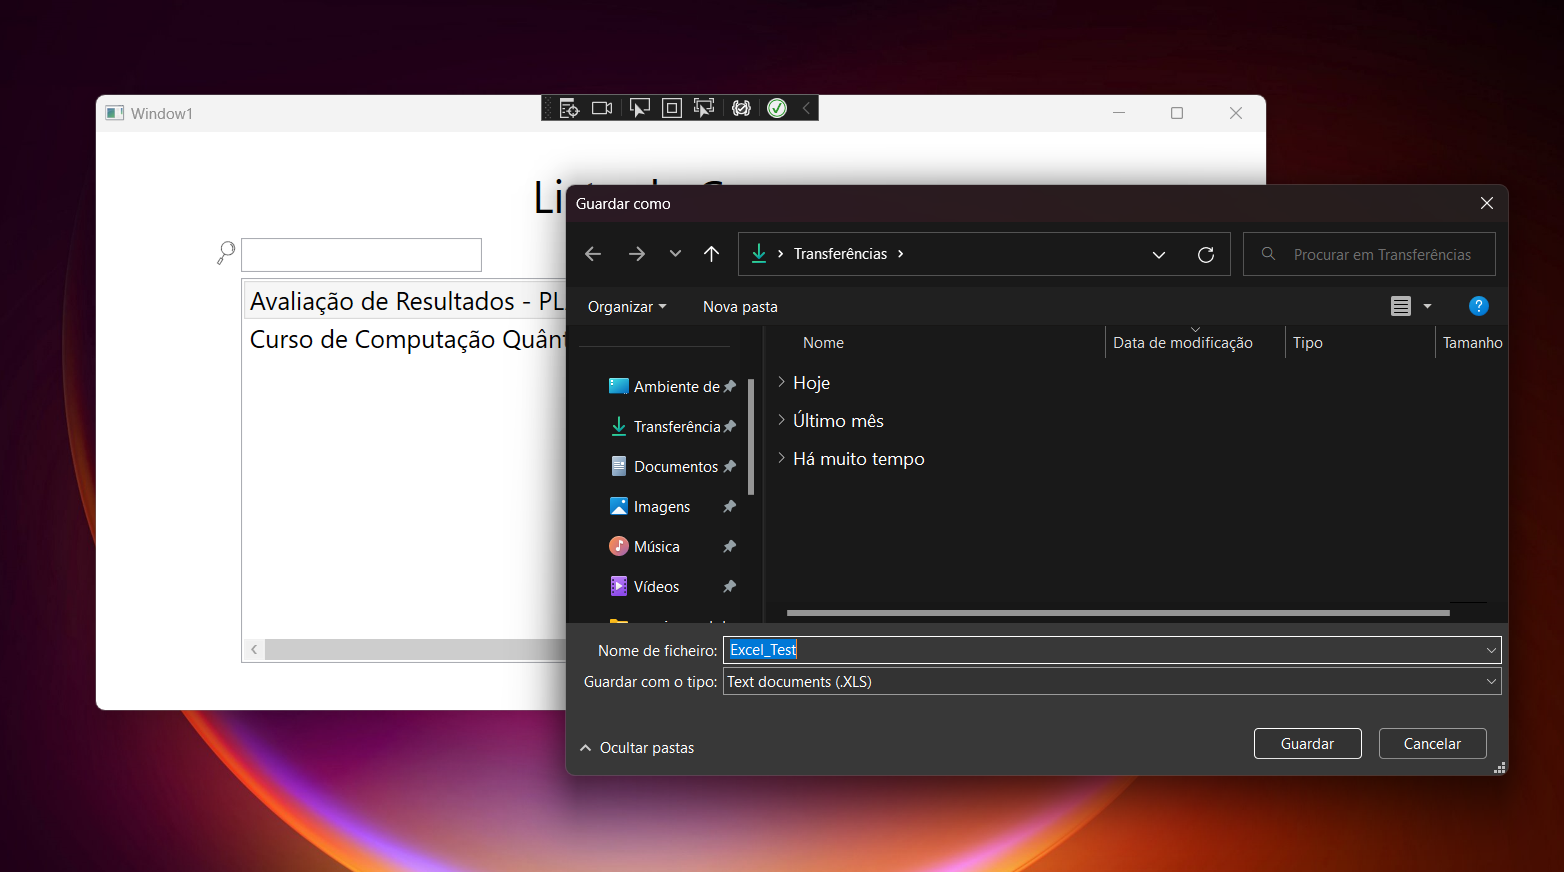 Window1
Guardar como
Transferências
Procurar em Transferências
Organizar
Nova pasta
?
Nome
Data de modificação
Tipo
Tamanho
Avaliação de Resultados - PL
Curso de Computação Quânt
Ambiente de
Transferência
Documentos
Imagens
Música
Vídeos
Hoje
Último mês
Há muito tempo
Nome de ficheiro: Excel_Test
Guardar com o tipo: Text documents (.XLS)
Ocultar pastas
Guardar
Cancelar